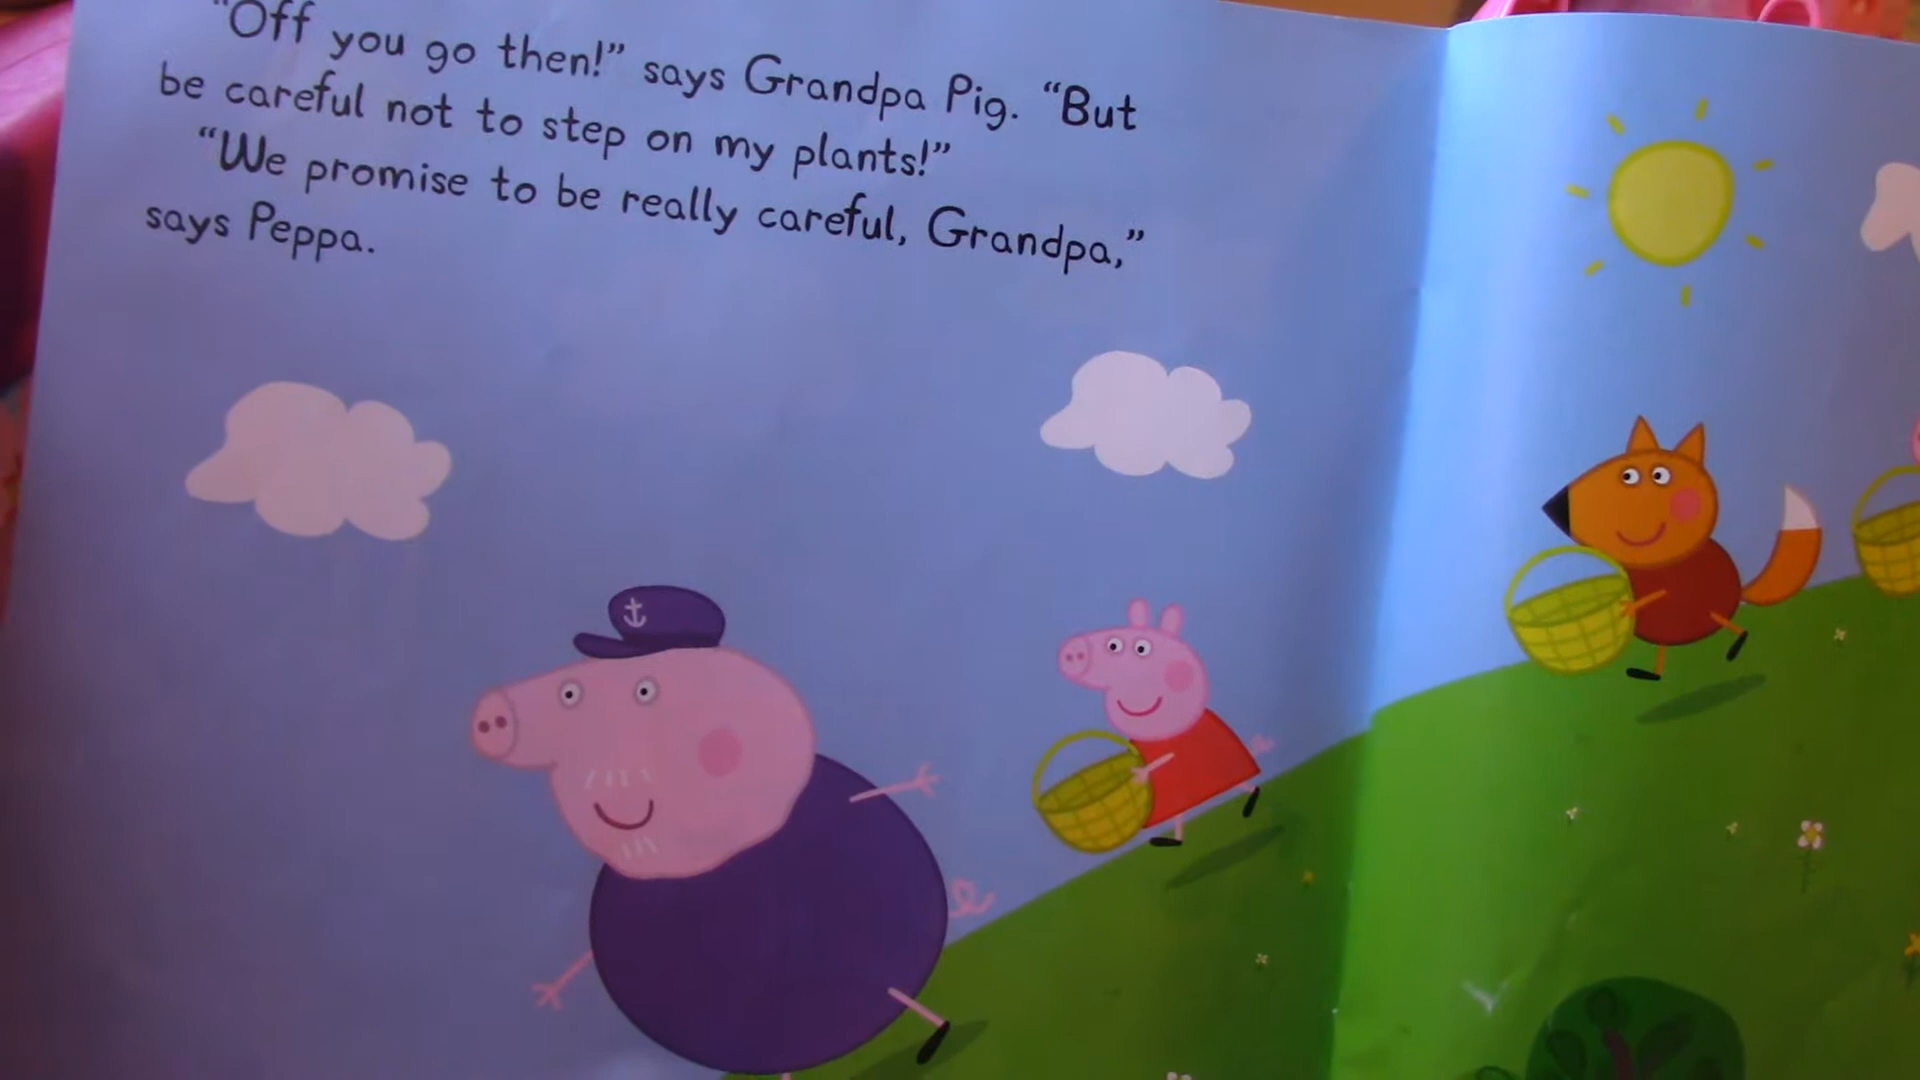 "Off you go then!" says Grandpa Pig. "But
be careful not to step on my plants!"
"We promise to be really careful, Grandpa,"
says Peppa.